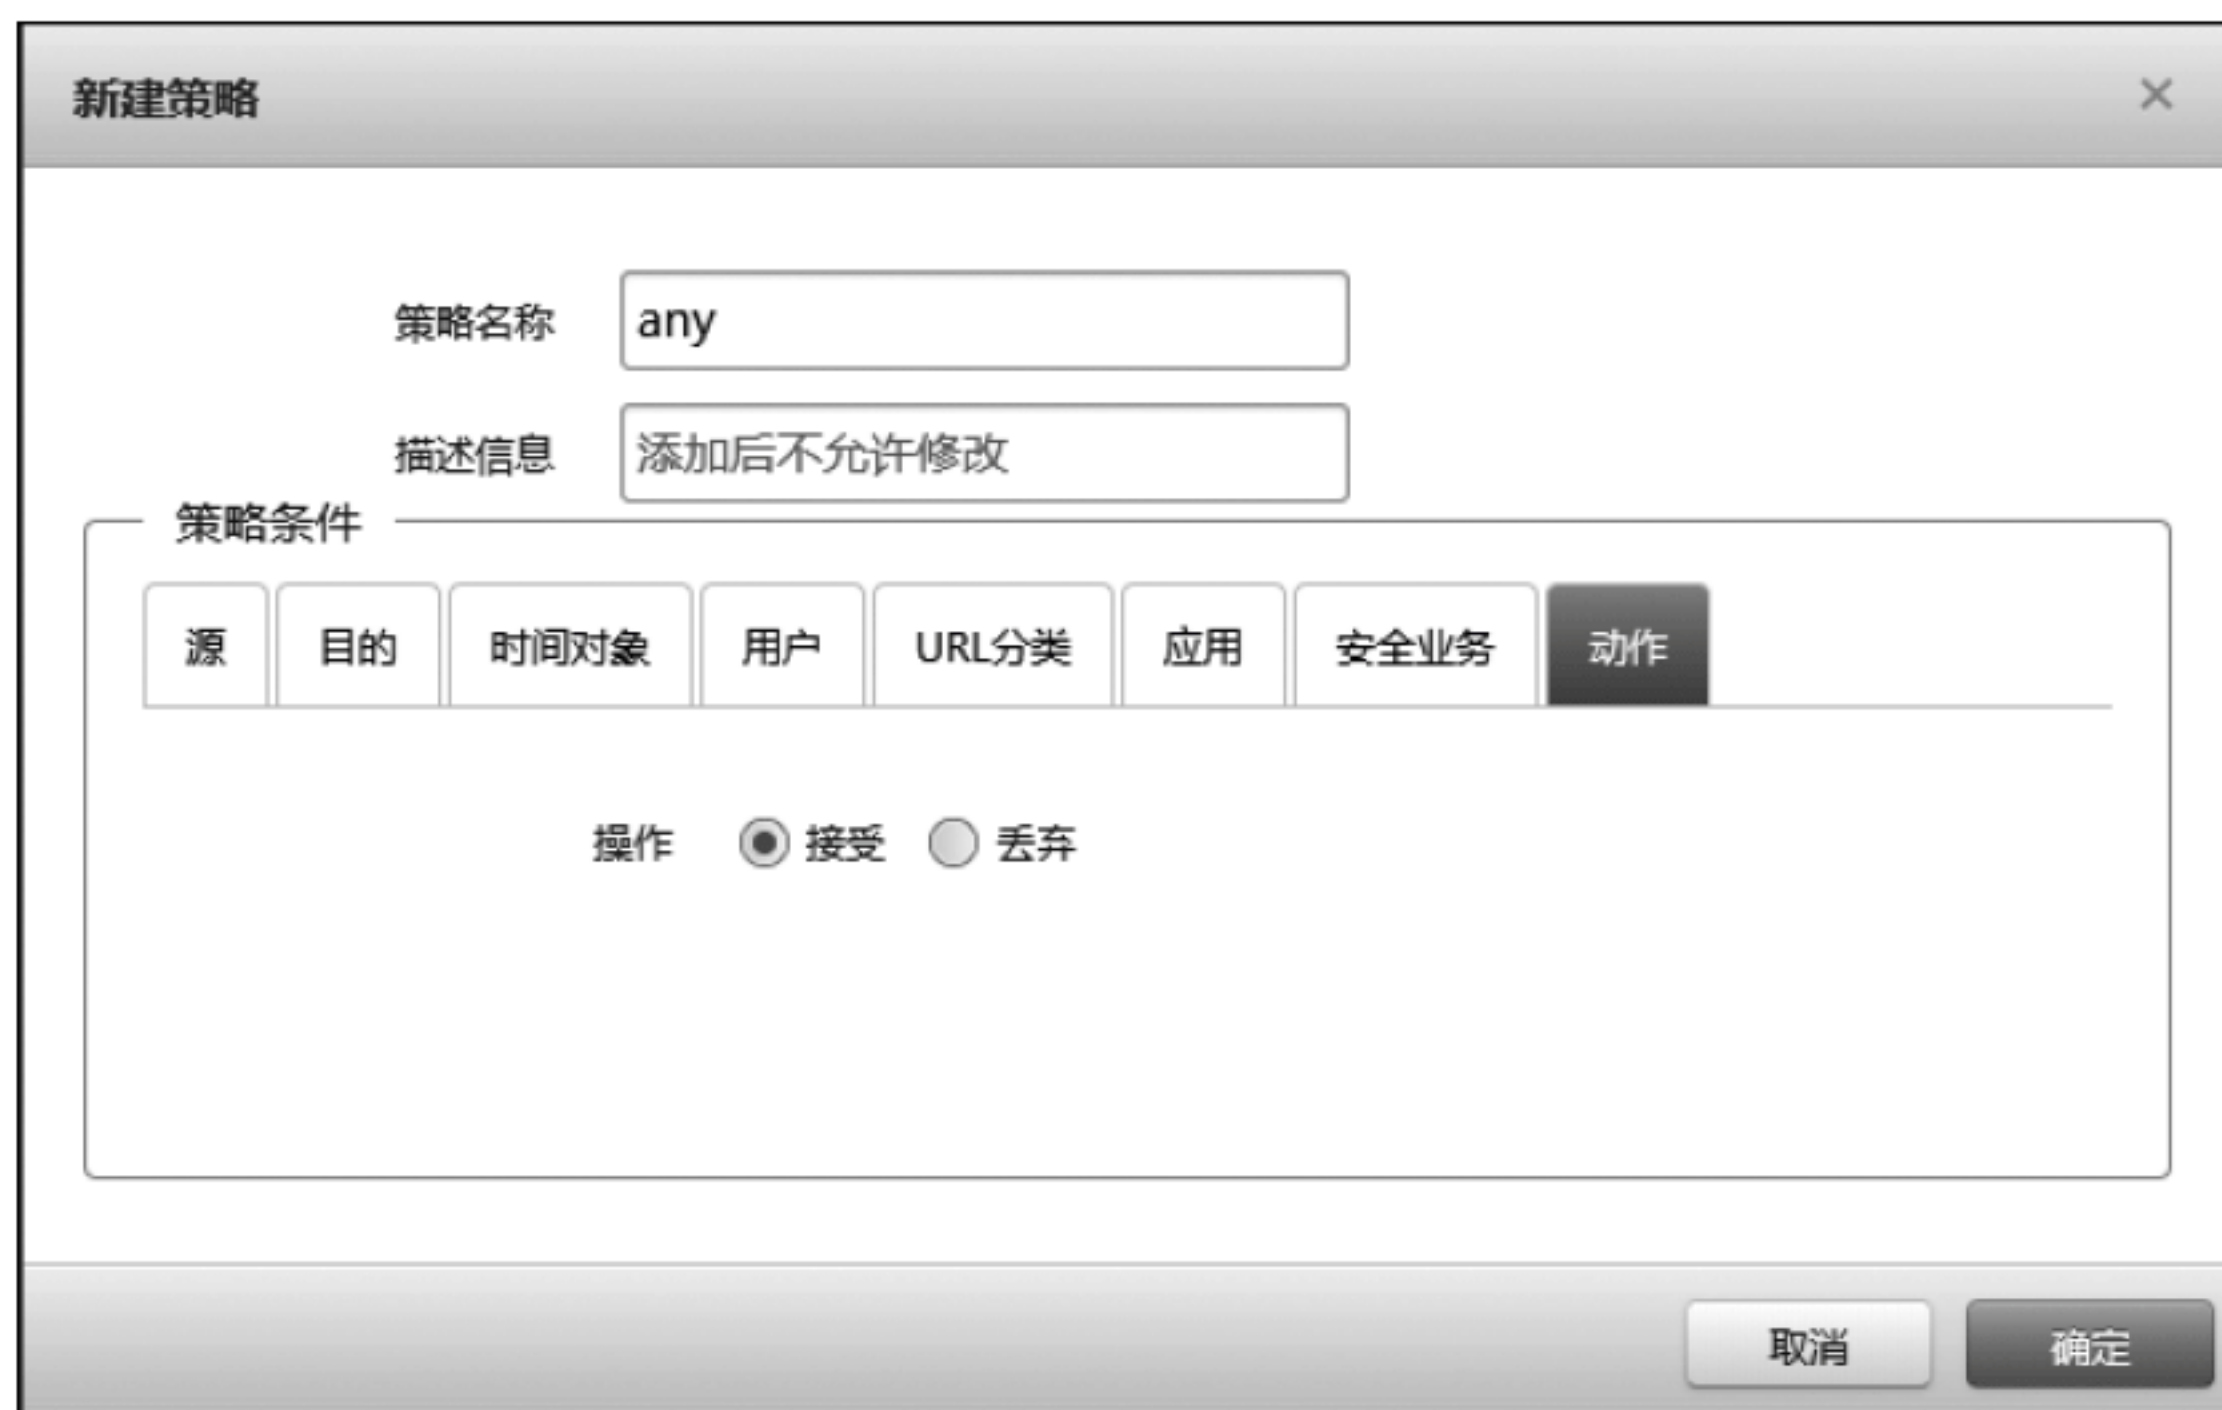 新建策略
策略名称 any
描述信息 添加后不允许修改
策略条件
源 目的 时间对象 用户 URL分类 应用 安全业务 动作
操作 接受 丢弃
取消 确定